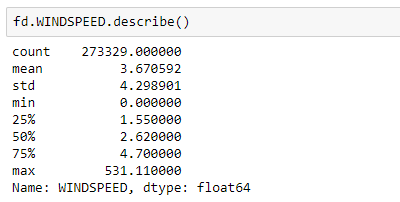 fd.WINDSPEED.describe()
count    273329.000000
mean          3.670592
std           4.298901
min           0.000000
25%           1.550000
50%           2.620000
75%           4.700000
max         531.110000
Name: WINDSPEED, dtype: float64